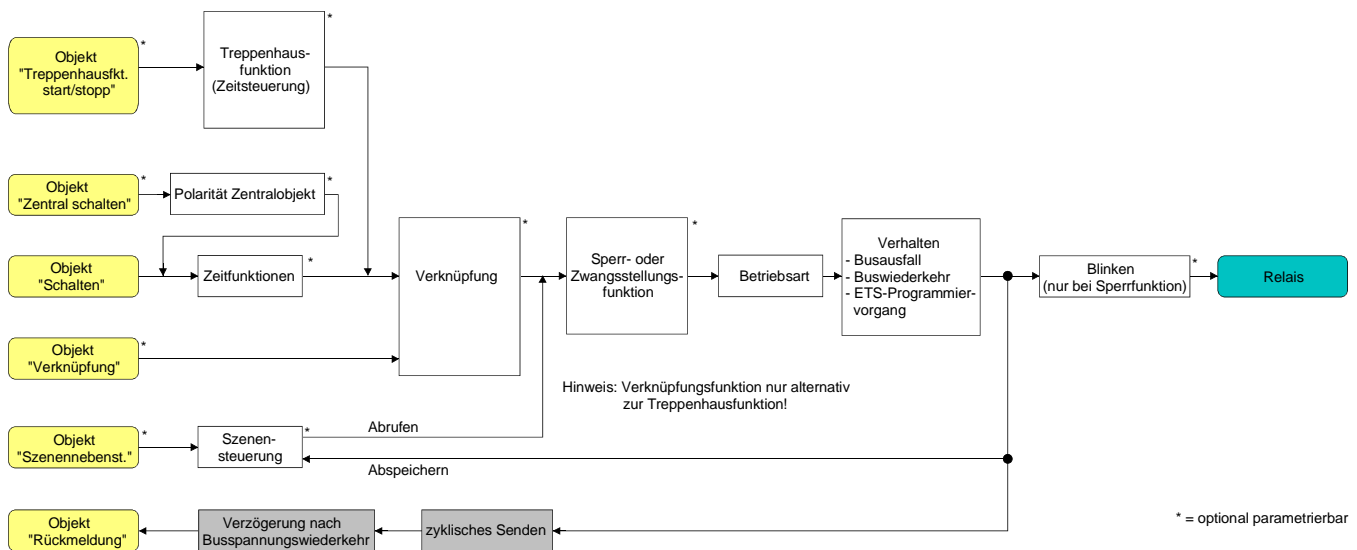 *
Objekt
"Treppenhausfkt.
start/stopp"
*
Treppenhaus-
funktion
(Zeitsteuerung)
*
Objekt
"Zentral schalten"
*
Polarität Zentralobjekt
*
Objekt
"Schalten"
Zeitfunktionen
*
Verknüpfung
*
Sperr- oder
Zwangsstellungs-
funktion
*
Betriebsart
Verhalten
- Busausfall
- Buswiederkehr
- ETS-Programmier-
vorgang
Blinken
(nur bei Sperrfunktion)
*
Relais
Objekt
"Verknüpfung"
*
Hinweis: Verknüpfungsfunktion nur alternativ
zur Treppenhausfunktion!
Objekt
"Szenennebenst."
*
Szenen-
steuerung
*
Abrufen
Abspeichern
Objekt
"Rückmeldung"
Verzögerung nach
Busspannungswiederkehr
zyklisches Senden
* = optional parametrierbar